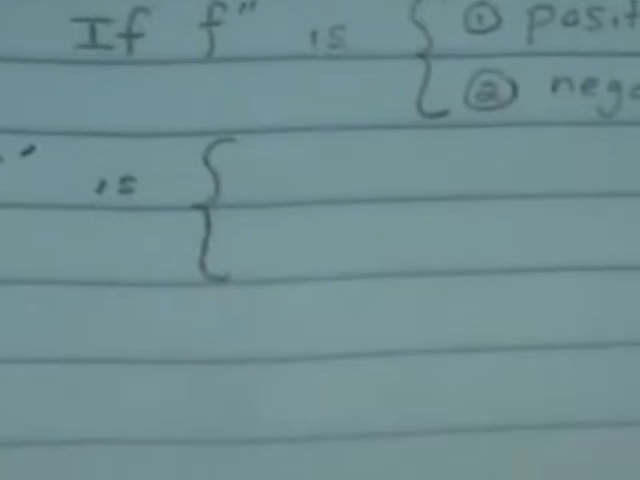 If f" is { ① posit
② nega
' is {